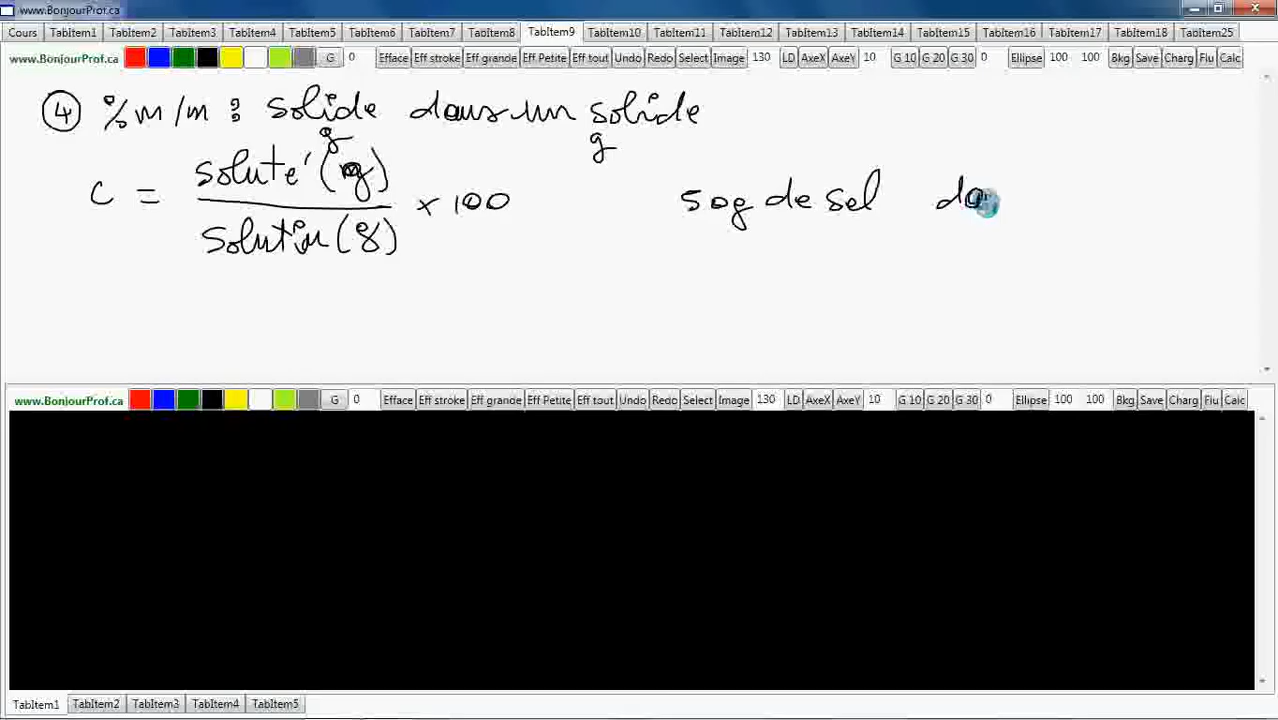 www.BonjourProf.ca
Cours TabItem1 TabItem2 TabItem3 TabItem4 TabItem5 TabItem6 TabItem7 TabItem8 TabItem9 TabItem10 TabItem11 TabItem12 TabItem13 TabItem14 TabItem15 TabItem16 TabItem17 TabItem18 TabItem25
www.BonjourProf.ca G 0 Efface Eff stroke Eff grande Eff Petite Eff tout Undo Redo Select Image 130 LD AxeX AxeY 10 G 10 G 20 G 30 0 Ellipse 100 100 Bkg Save Charg Flu Calc
4 %m/m : solide dans un solide
g g
soluté (g)
c = × 100 50g de sel da
solution (g)
www.BonjourProf.ca G 0 Efface Eff stroke Eff grande Eff Petite Eff tout Undo Redo Select Image 130 LD AxeX AxeY 10 G 10 G 20 G 30 0 Ellipse 100 100 Bkg Save Charg Flu Calc
TabItem1 TabItem2 TabItem3 TabItem4 TabItem5